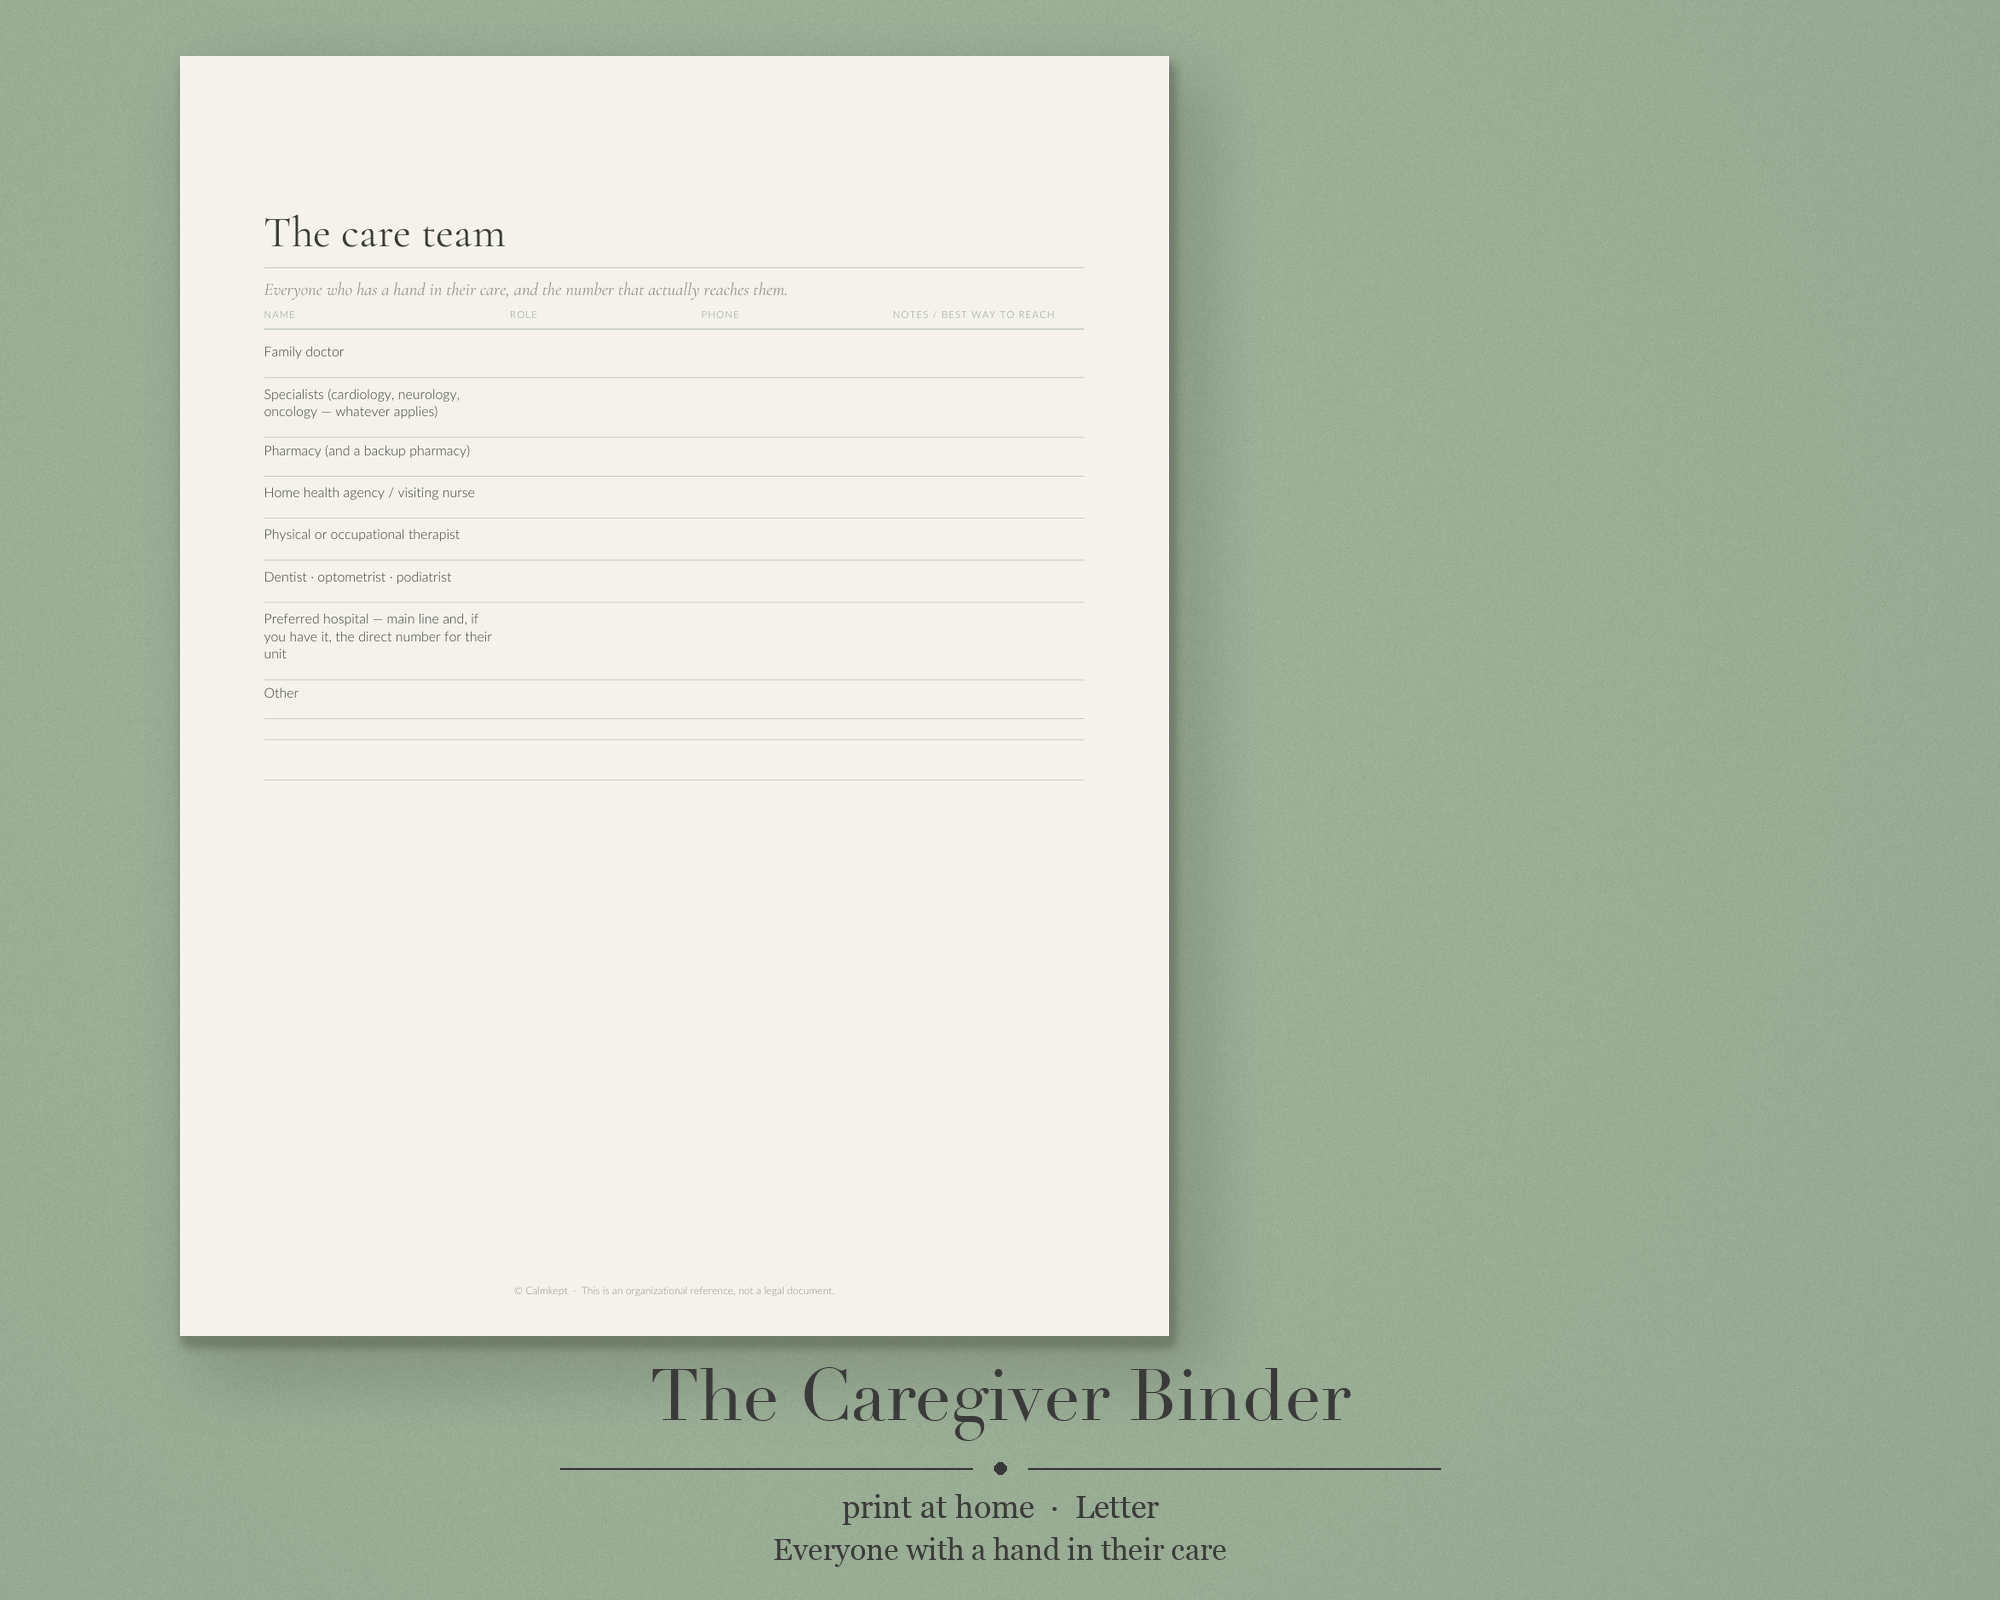 The care team
Everyone who has a hand in their care, and the number that actually reaches them.
NAME ROLE PHONE NOTES / BEST WAY TO REACH
Family doctor
Specialists (cardiology, neurology,
oncology — whatever applies)
Pharmacy (and a backup pharmacy)
Home health agency / visiting nurse
Physical or occupational therapist
Dentist · optometrist · podiatrist
Preferred hospital — main line and, if
you have it, the direct number for their
unit
Other
© Calmkept · This is an organizational reference, not a legal document.
The Caregiver Binder
print at home · Letter
Everyone with a hand in their care